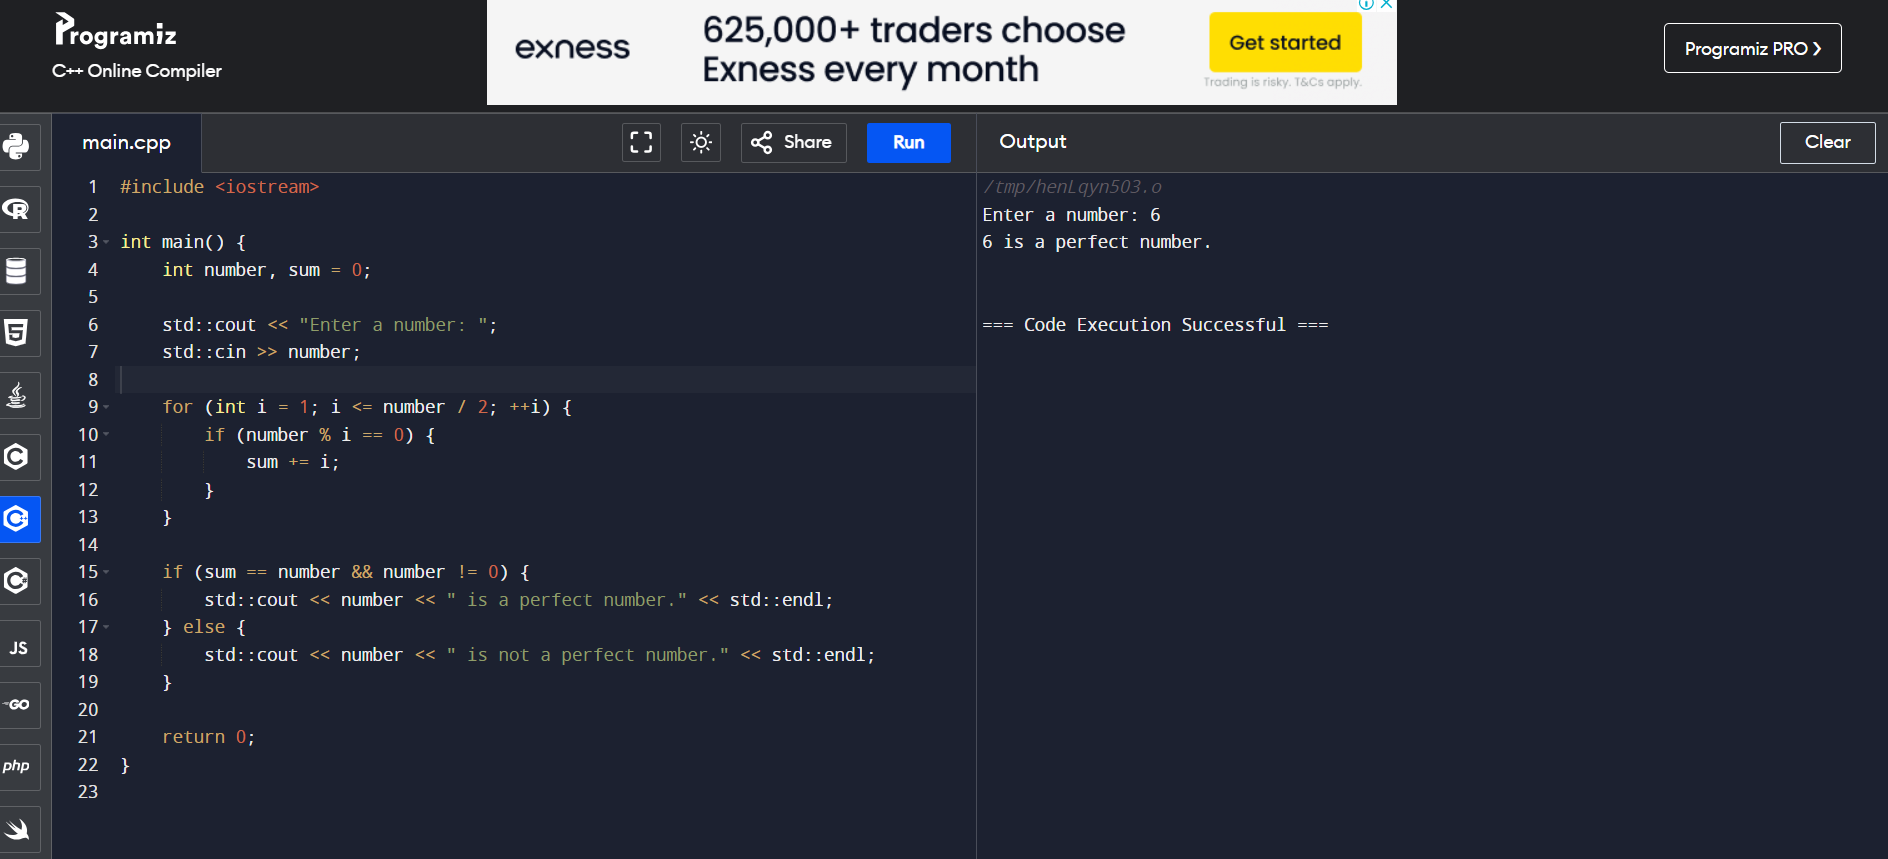 Programiz
C++ Online Compiler
exness
625,000+ traders choose
Exness every month
Get started
Trading is risky. T&Cs apply.
Programiz PRO ❯
main.cpp
Share
Run
Output
Clear
1 #include <iostream>
2
3 int main() {
4     int number, sum = 0;
5
6     std::cout << "Enter a number: ";
7     std::cin >> number;
8
9     for (int i = 1; i <= number / 2; ++i) {
10         if (number % i == 0) {
11             sum += i;
12         }
13     }
14
15     if (sum == number && number != 0) {
16         std::cout << number << " is a perfect number." << std::endl;
17     } else {
18         std::cout << number << " is not a perfect number." << std::endl;
19     }
20
21     return 0;
22 }
23
/tmp/henLqyn503.o
Enter a number: 6
6 is a perfect number.
=== Code Execution Successful ===
R
5
C
C++
C#
JS
GO
php